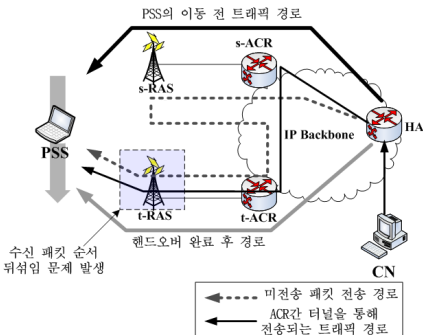 PSS의 이동 전 트래픽 경로
s-ACR
s-RAS
IP Backbone
HA
PSS
t-RAS
t-ACR
수신 패킷 순서
뒤섞임 문제 발생
핸드오버 완료 후 경로
CN
미전송 패킷 전송 경로
ACR간 터널을 통해
전송되는 트래픽 경로